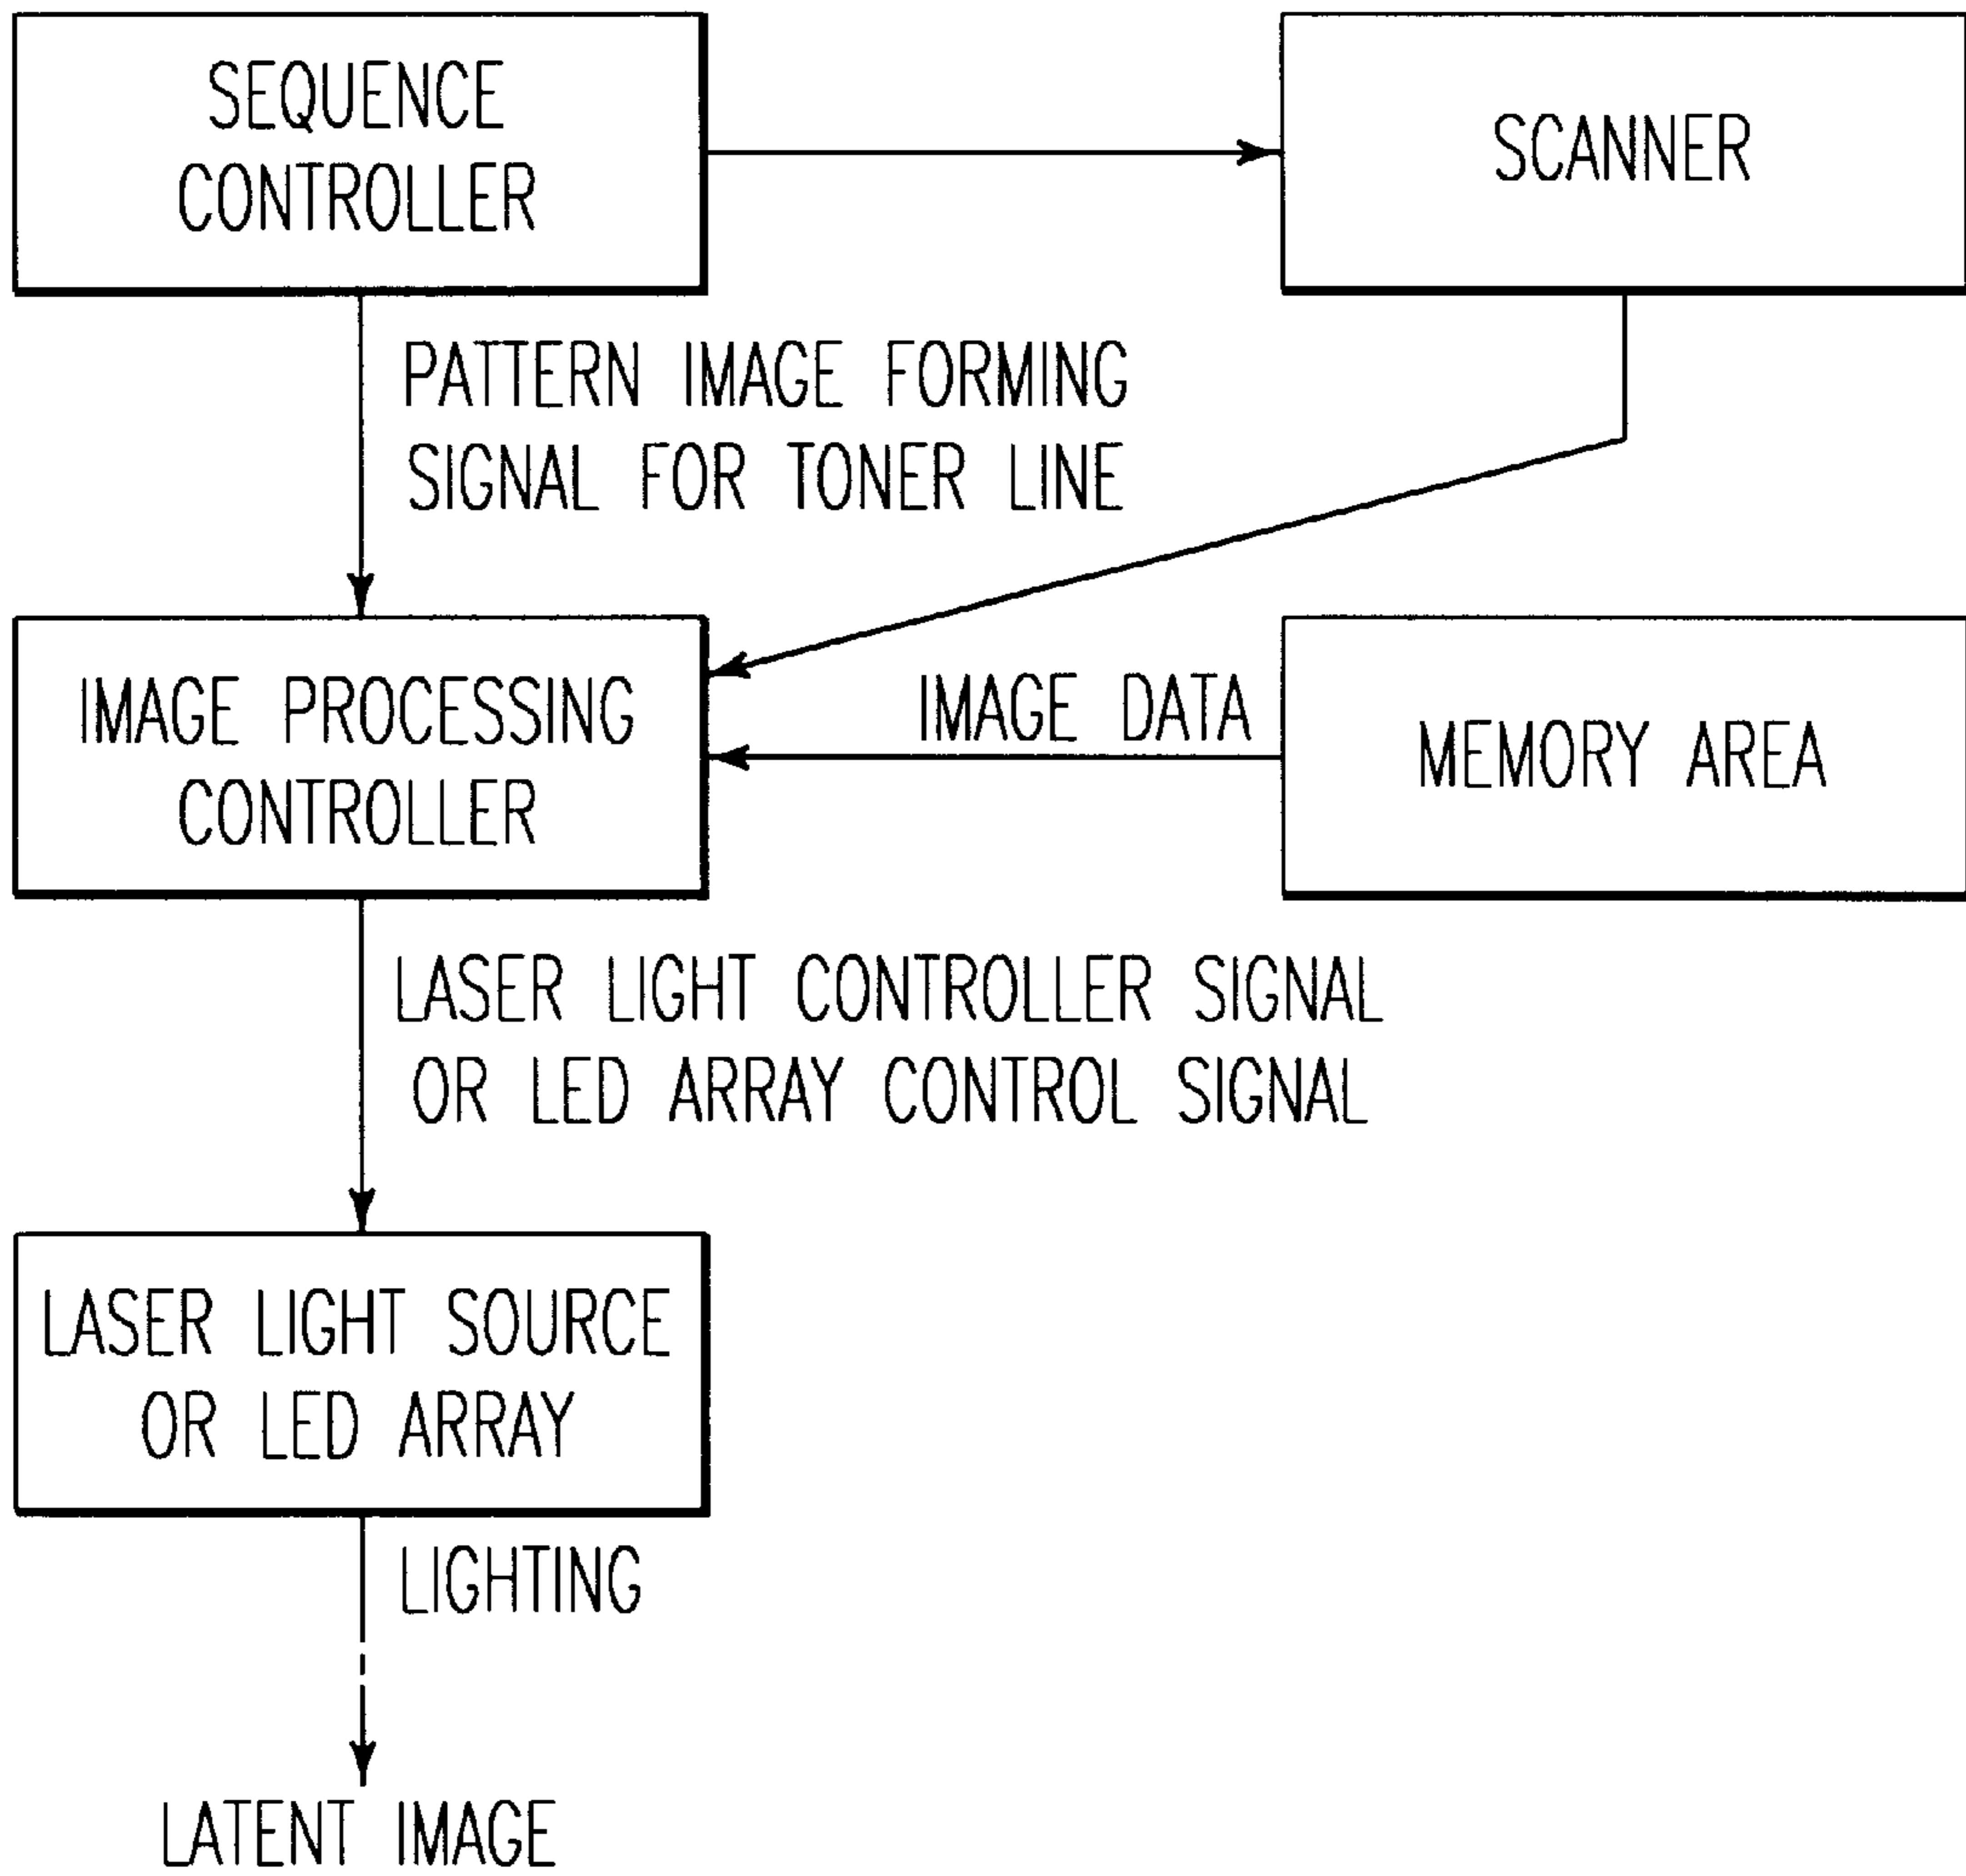 SEQUENCE
CONTROLLER
SCANNER
PATTERN IMAGE FORMING
SIGNAL FOR TONER LINE
IMAGE PROCESSING
CONTROLLER
IMAGE DATA
MEMORY AREA
LASER LIGHT CONTROLLER SIGNAL
OR LED ARRAY CONTROL SIGNAL
LASER LIGHT SOURCE
OR LED ARRAY
LIGHTING
LATENT IMAGE